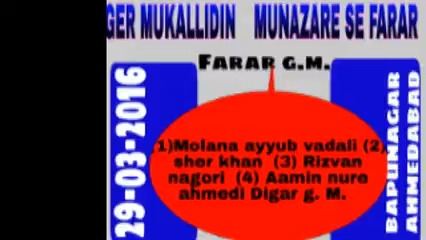 GER MUKALLIDIN MUNAZARE SE FARAR
FARAR G.M.
29-03-2016
1)Molana ayyub vadali (2)
sher khan (3) Rizvan
nagori (4) Aamin nure
ahmedi Digar g. M.
BAPUNAGAR
AHMEDABAD